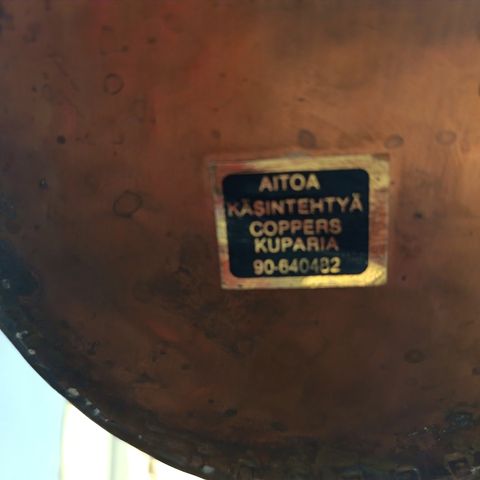 AITOA
KÄSINTEHTYÄ
COPPERS
KUPARIA
90-640482